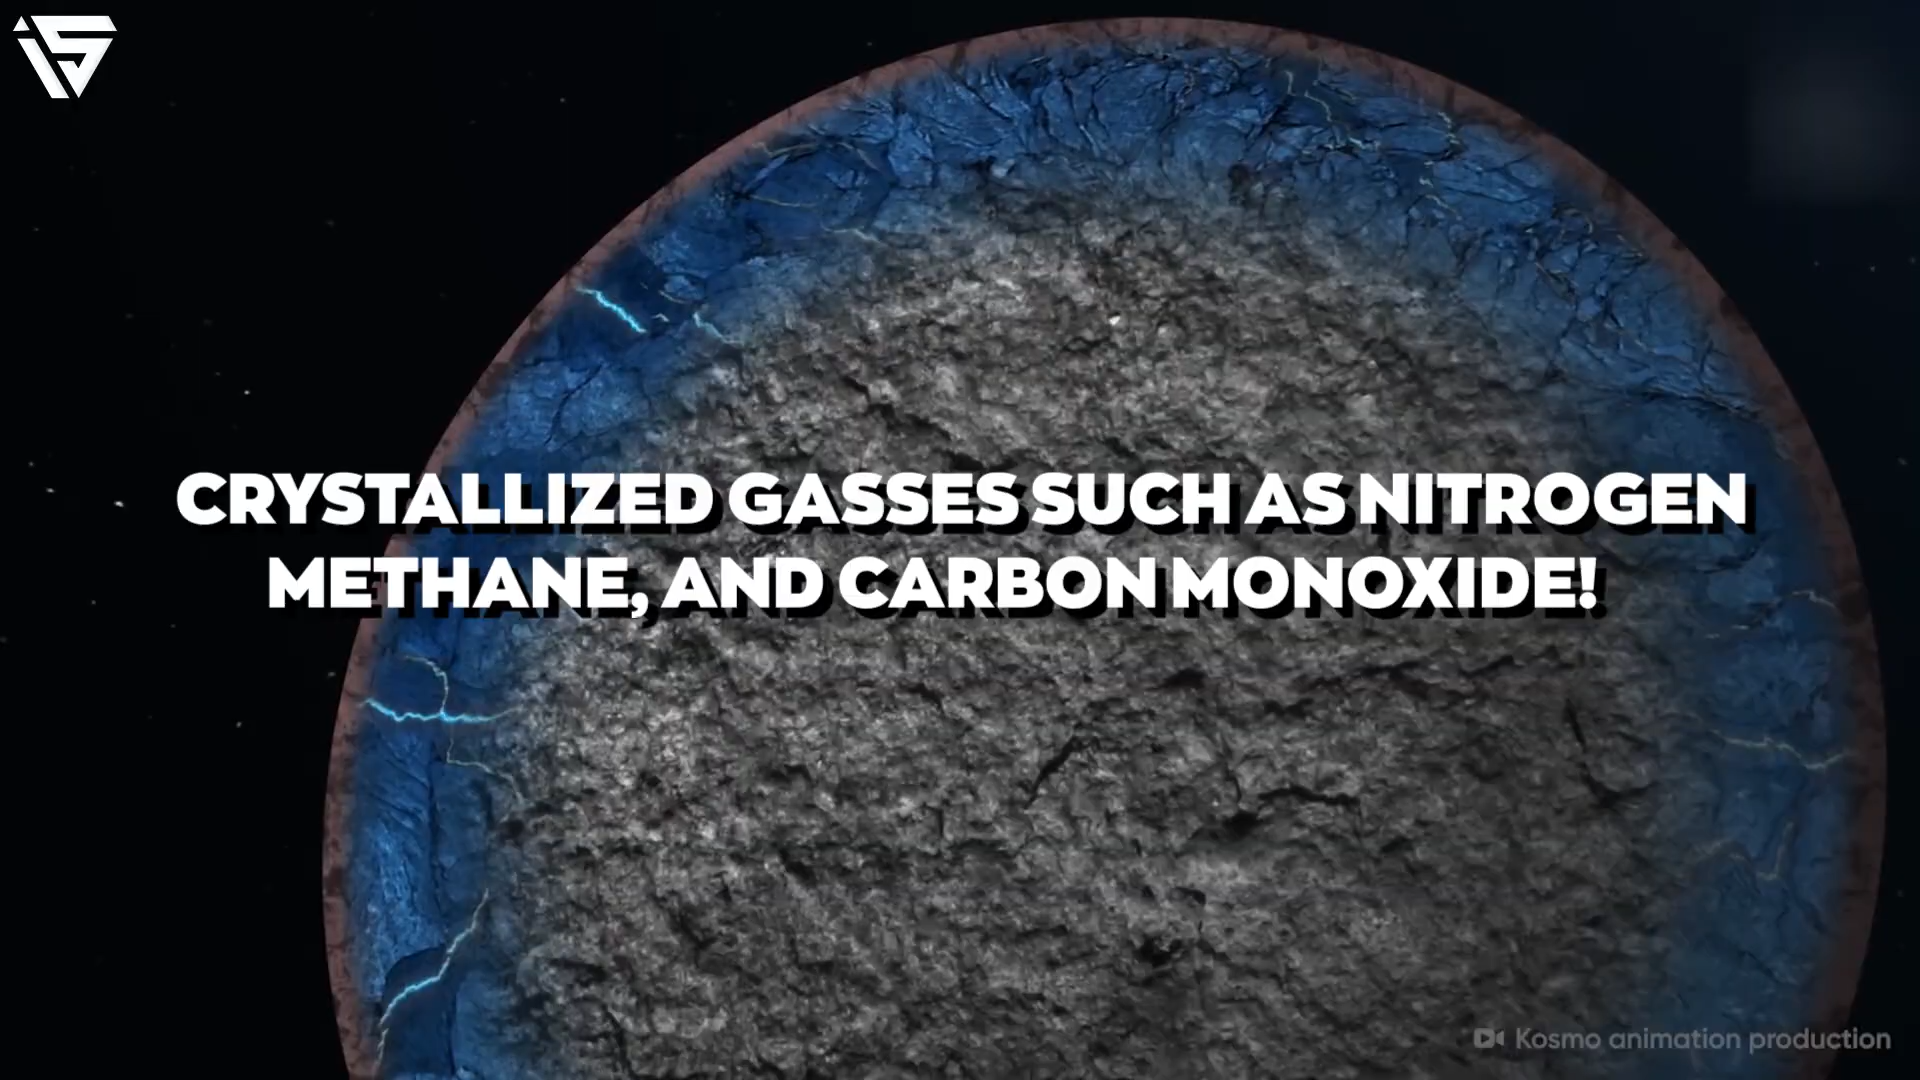 CRYSTALLIZED GASSES SUCH AS NITROGEN
METHANE, AND CARBON MONOXIDE!
Kosmo animation production